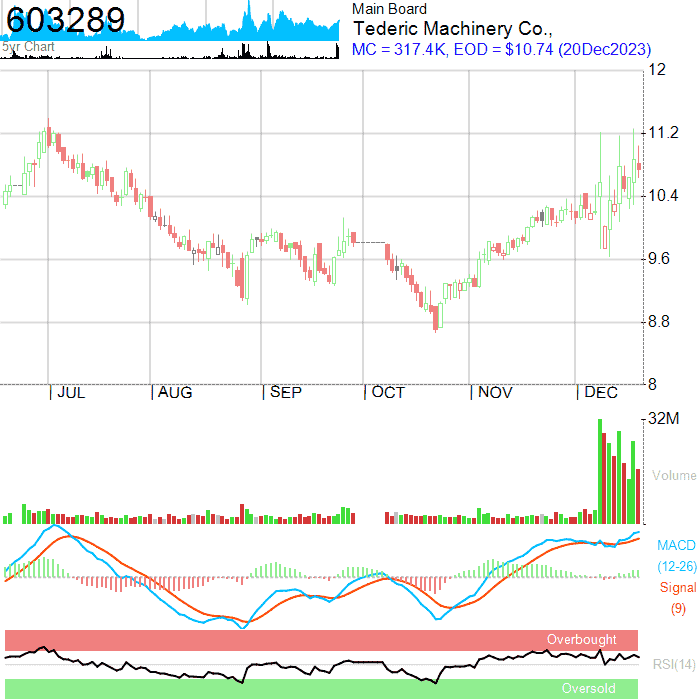 603289
5yr Chart
Main Board
Tederic Machinery Co.,
MC = 317.4K, EOD = $10.74 (20Dec2023)
12
11.2
10.4
9.6
8.8
8
JUL AUG SEP OCT NOV DEC
32M
Volume
MACD
(12-26)
Signal
(9)
Overbought
RSI(14)
Oversold